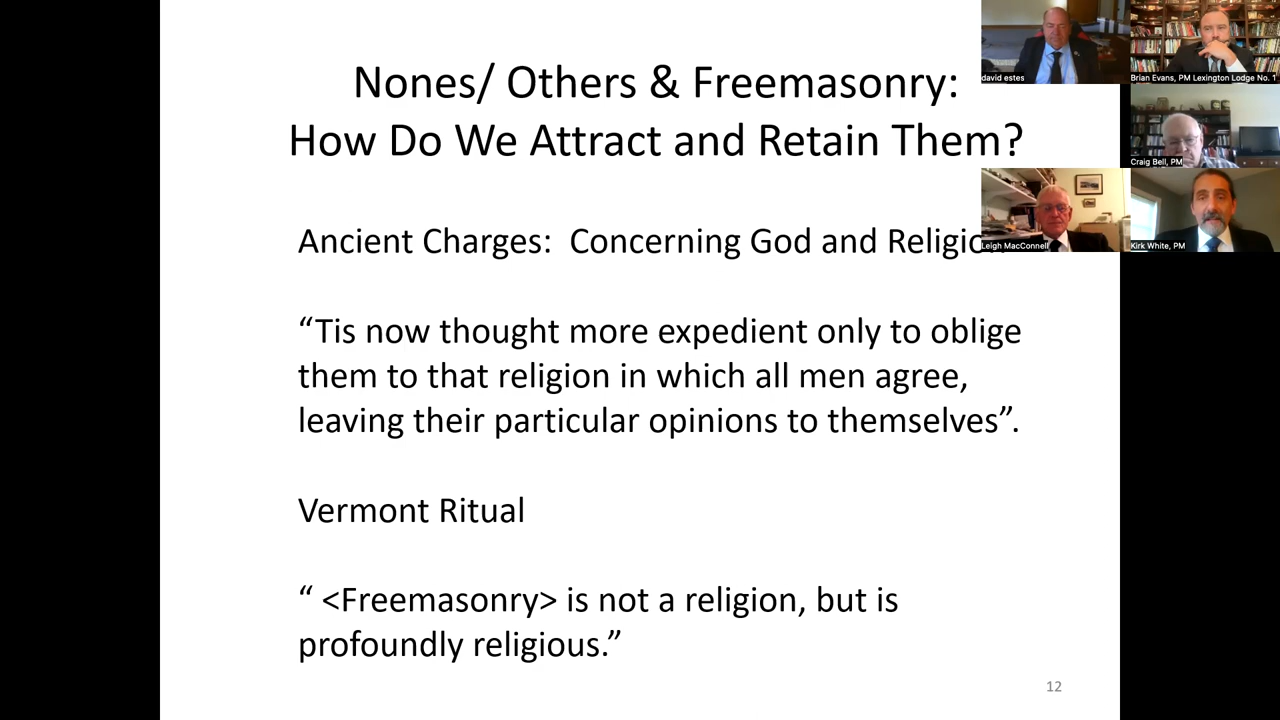 Nones/ Others & Freemasonry:
How Do We Attract and Retain Them?
Ancient Charges:  Concerning God and Religio
“Tis now thought more expedient only to oblige
them to that religion in which all men agree,
leaving their particular opinions to themselves”.
Vermont Ritual
“ <Freemasonry> is not a religion, but is
profoundly religious.”
12
david estes
Brian Evans, PM Lexington Lodge No. 1
Craig Bell, PM
Leigh MacConnell
Kirk White, PM